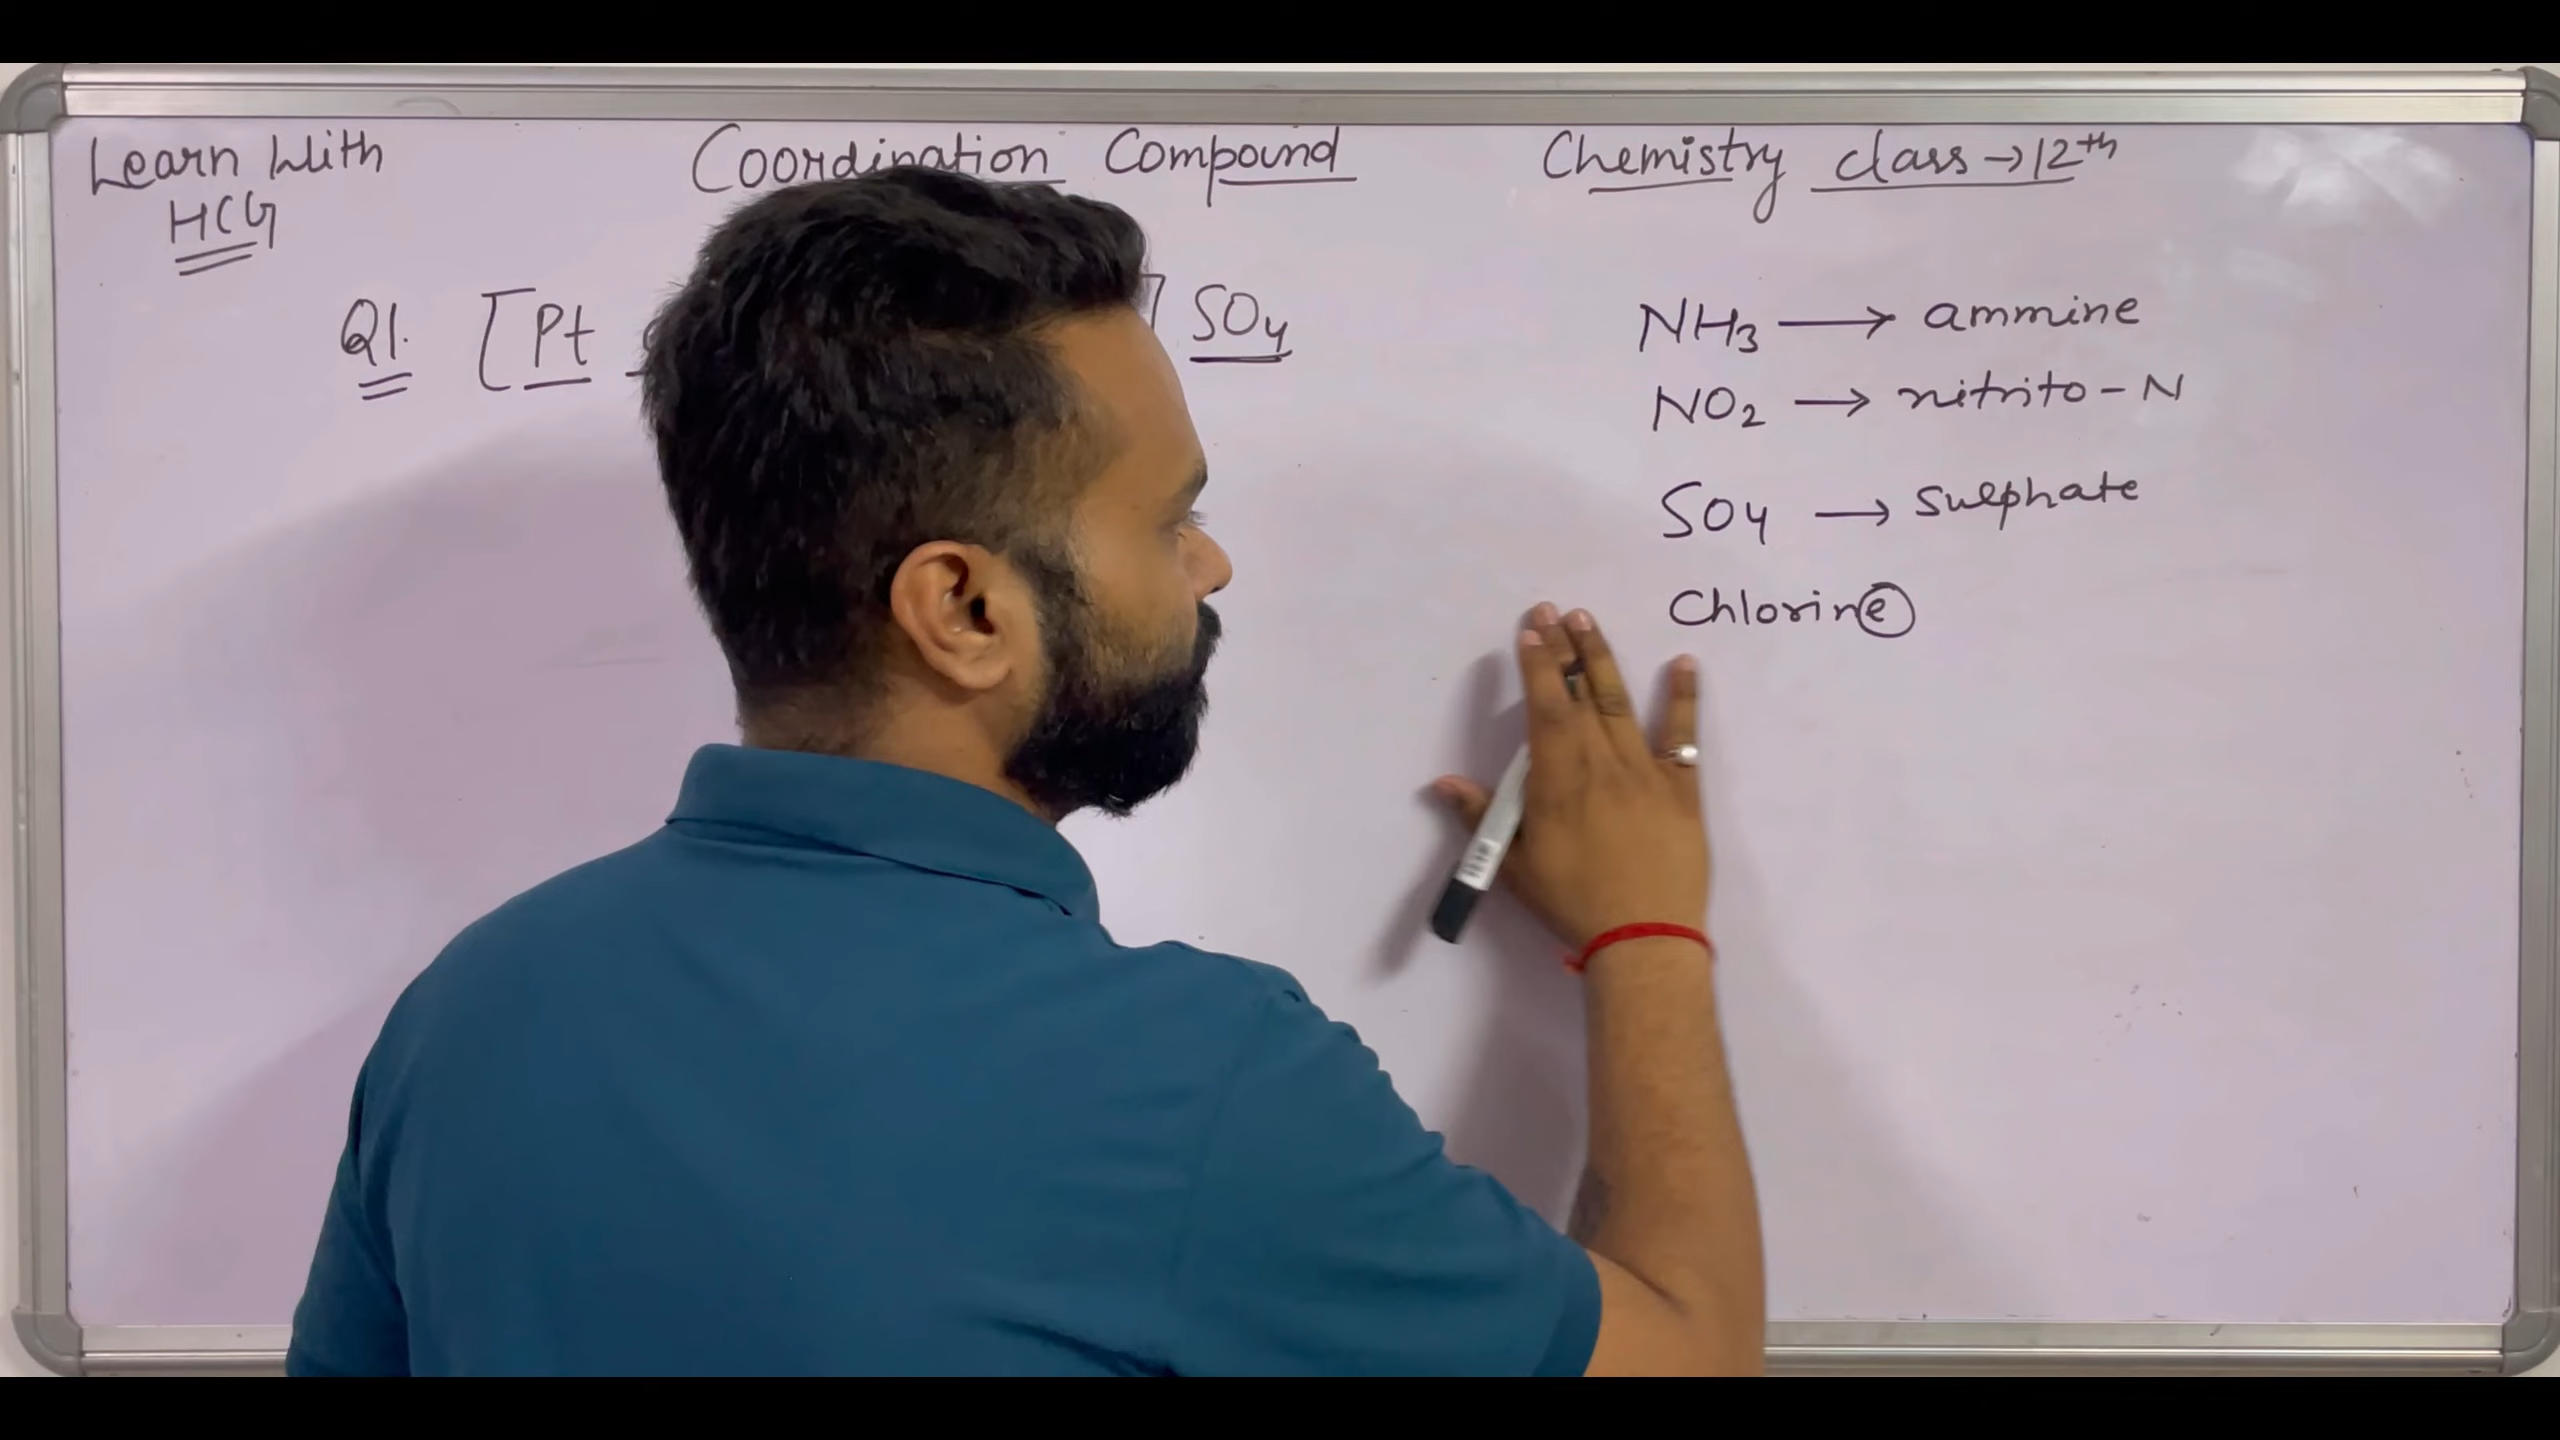 Learn With
HCG
Coordination Compound
Chemistry class → 12th
Q1. [Pt ] SO4
NH3 → ammine
NO2 → nitrito-N
SO4 → sulphate
Chlorine